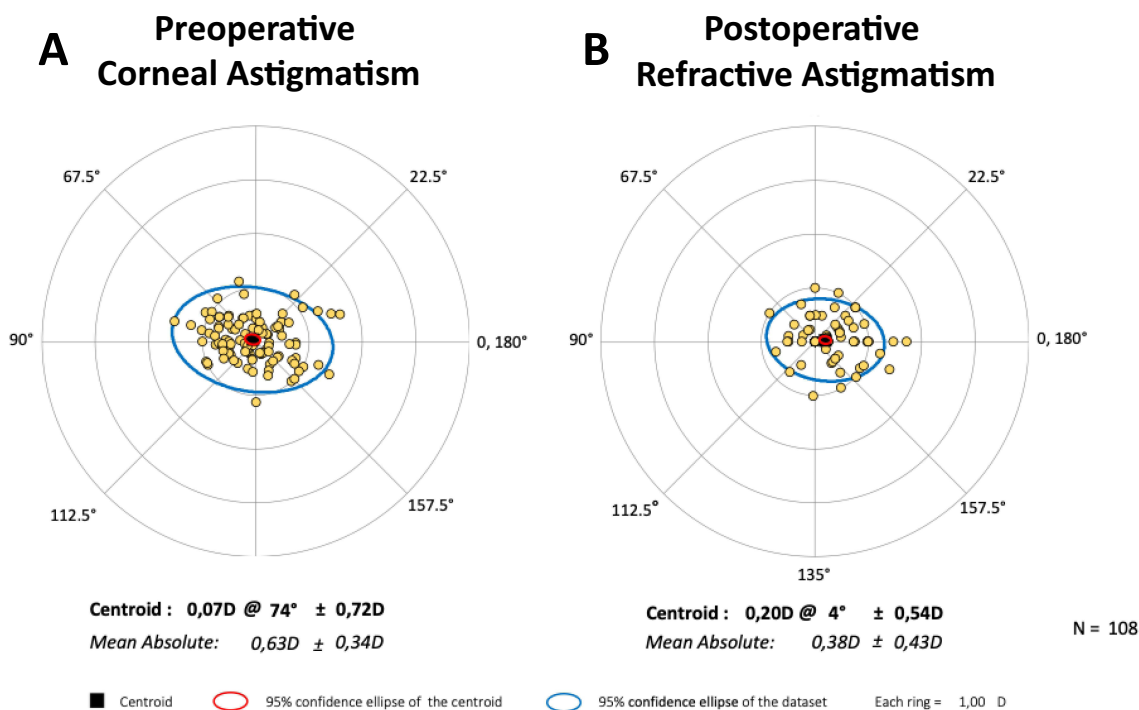 A
Preoperative
Corneal Astigmatism
67.5°
22.5°
90°
0, 180°
112.5°
157.5°
Centroid : 0,07D @ 74° ± 0,72D
Mean Absolute: 0,63D ± 0,34D
B
Postoperative
Refractive Astigmatism
67.5°
22.5°
90°
0, 180°
112.5°
157.5°
135°
Centroid : 0,20D @ 4° ± 0,54D
Mean Absolute: 0,38D ± 0,43D
N = 108
Centroid
95% confidence ellipse of the centroid
95% confidence ellipse of the dataset
Each ring = 1,00 D